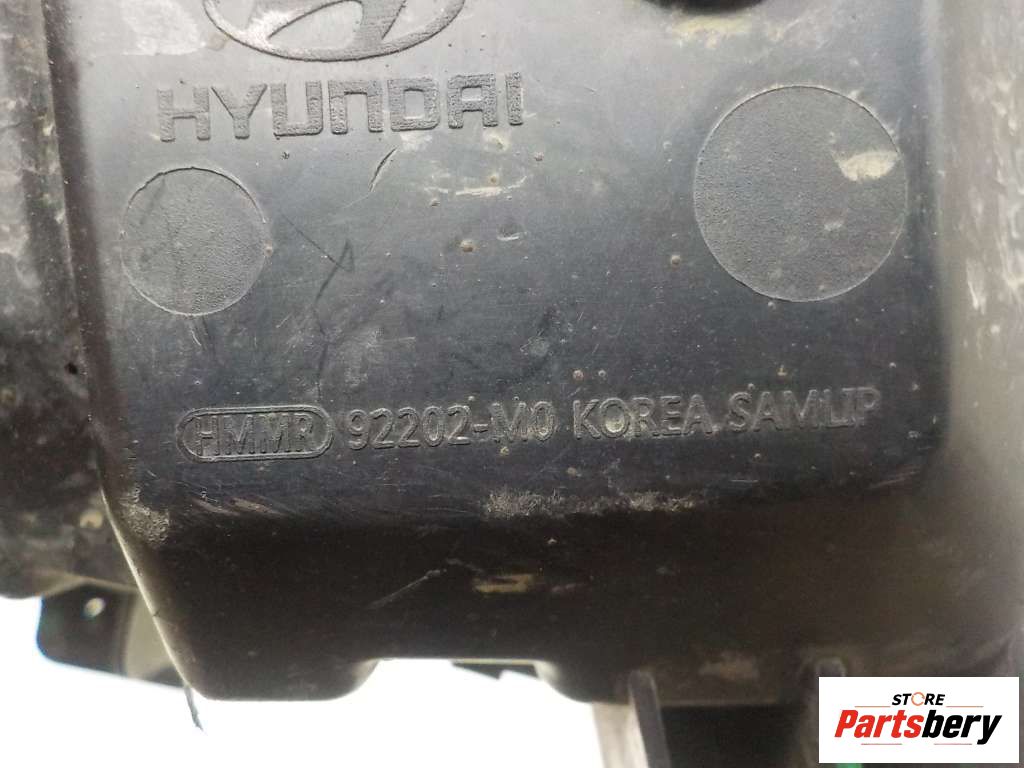 HYUNDAI
HMMR 92202-M0 KOREA SAMLIP
STORE
Partsbery